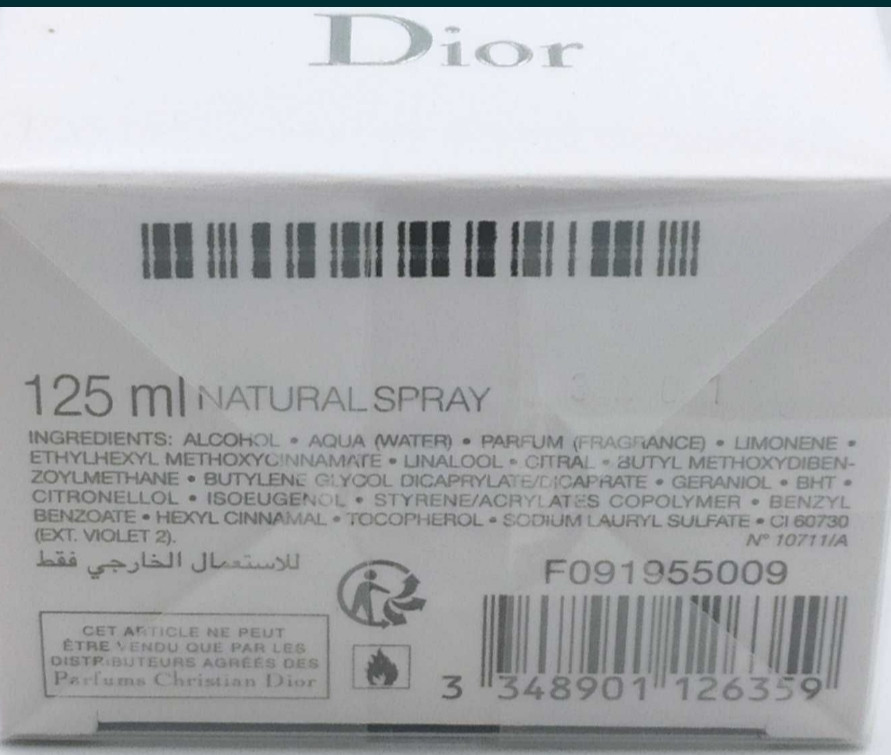 Dior
125 ml NATURAL SPRAY
INGREDIENTS: ALCOHOL • AQUA (WATER) • PARFUM (FRAGRANCE) • LIMONENE •
ETHYLHEXYL METHOXYCINNAMATE • LINALOOL • CITRAL • BUTYL METHOXYDIBEN-
ZOYLMETHANE • BUTYLENE GLYCOL DICAPRYLATE/DICAPRATE • GERANIOL • BHT •
CITRONELLOL • ISOEUGENOL • STYRENE/ACRYLATES COPOLYMER • BENZYL
BENZOATE • HEXYL CINNAMAL • TOCOPHEROL • SODIUM LAURYL SULFATE • CI 60730
(EXT. VIOLET 2).
N° 10711/A
للاستعمال الخارجي فقط
F091955009
CET ARTICLE NE PEUT
ÊTRE VENDU QUE PAR LES
DISTRIBUTEURS AGRÉÉS DES
Parfums Christian Dior
3 348901 126359